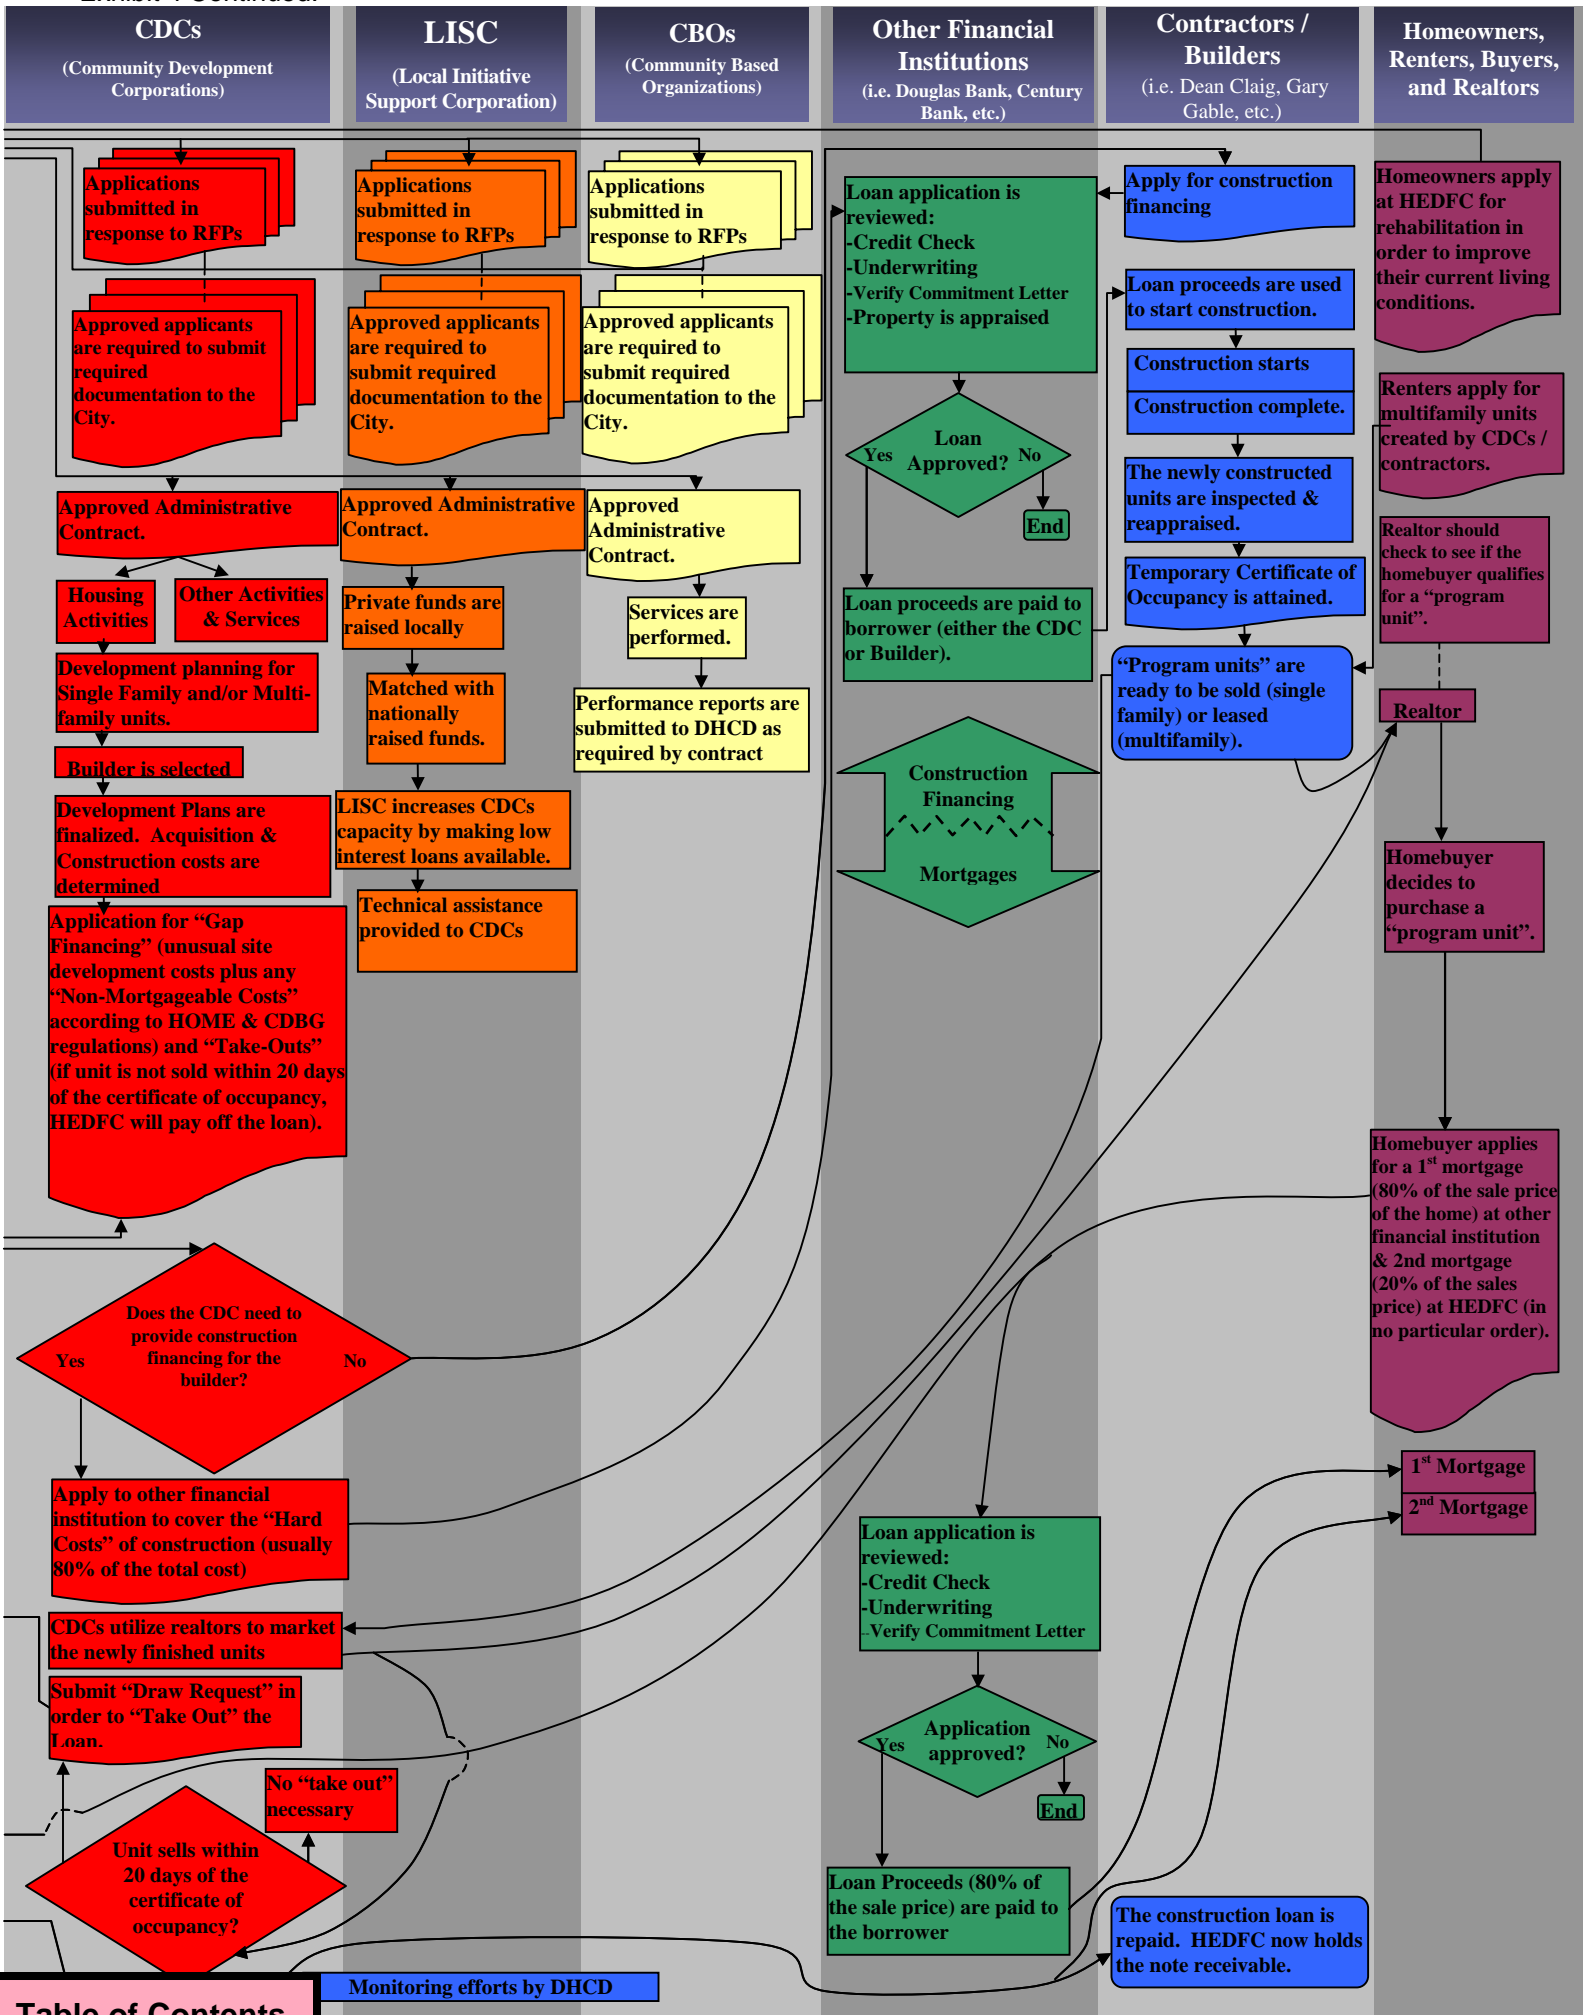 Exhibit 4 Continued:
CDCs
(Community Development
Corporations)
LISC
(Local Initiative
Support Corporation)
CBOs
(Community Based
Organizations)
Other Financial
Institutions
(i.e. Douglas Bank, Century
Bank, etc.)
Contractors /
Builders
(i.e. Dean Claig, Gary
Gable, etc.)
Homeowners,
Renters, Buyers,
and Realtors
Applications
submitted in
response to RFPs
Approved applicants
are required to submit
required
documentation to the
City.
Approved Administrative
Contract.
Housing
Activities
Other Activities
& Services
Development planning for
Single Family and/or Multi-
family units.
Builder is selected
Development Plans are
finalized. Acquisition &
Construction costs are
determined
Application for “Gap
Financing” (unusual site
development costs plus any
“Non-Mortgageable Costs”
according to HOME & CDBG
regulations) and “Take-Outs”
(if unit is not sold within 20 days
of the certificate of occupancy,
HEDFC will pay off the loan).
Does the CDC need to
provide construction
financing for the
builder?
Yes
No
Apply to other financial
institution to cover the “Hard
Costs” of construction (usually
80% of the total cost)
CDCs utilize realtors to market
the newly finished units
Submit “Draw Request” in
order to “Take Out” the
Loan.
No “take out”
necessary
Unit sells within
20 days of the
certificate of
occupancy?
Applications
submitted in
response to RFPs
Approved applicants
are required to
submit required
documentation to the
City.
Approved Administrative
Contract.
Private funds are
raised locally
Matched with
nationally
raised funds.
LISC increases CDCs
capacity by making low
interest loans available.
Technical assistance
provided to CDCs
Applications
submitted in
response to RFPs
Approved applicants
are required to
submit required
documentation to the
City.
Approved
Administrative
Contract.
Services are
performed.
Performance reports are
submitted to DHCD as
required by contract
Loan application is
reviewed:
-Credit Check
-Underwriting
-Verify Commitment Letter
-Property is appraised
Loan
Approved?
Yes
No
End
Loan proceeds are paid to
borrower (either the CDC
or Builder).
Construction
Financing
Mortgages
Loan application is
reviewed:
-Credit Check
-Underwriting
--Verify Commitment Letter
Application
approved?
Yes
No
End
Loan Proceeds (80% of
the sale price) are paid to
the borrower
Apply for construction
financing
Loan proceeds are used
to start construction.
Construction starts
Construction complete.
The newly constructed
units are inspected &
reappraised.
Temporary Certificate of
Occupancy is attained.
“Program units” are
ready to be sold (single
family) or leased
(multifamily).
The construction loan is
repaid. HEDFC now holds
the note receivable.
Homeowners apply
at HEDFC for
rehabilitation in
order to improve
their current living
conditions.
Renters apply for
multifamily units
created by CDCs /
contractors.
Realtor should
check to see if the
homebuyer qualifies
for a “program
unit”.
Realtor
Homebuyer
decides to
purchase a
“program unit”.
Homebuyer applies
for a 1st mortgage
(80% of the sale price
of the home) at other
financial institution
& 2nd mortgage
(20% of the sales
price) at HEDFC (in
no particular order).
1st Mortgage
2nd Mortgage
Monitoring efforts by DHCD
Table of Contents